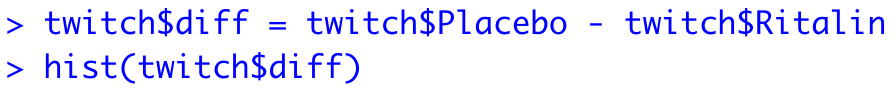 > twitch$diff = twitch$Placebo - twitch$Ritalin
> hist(twitch$diff)